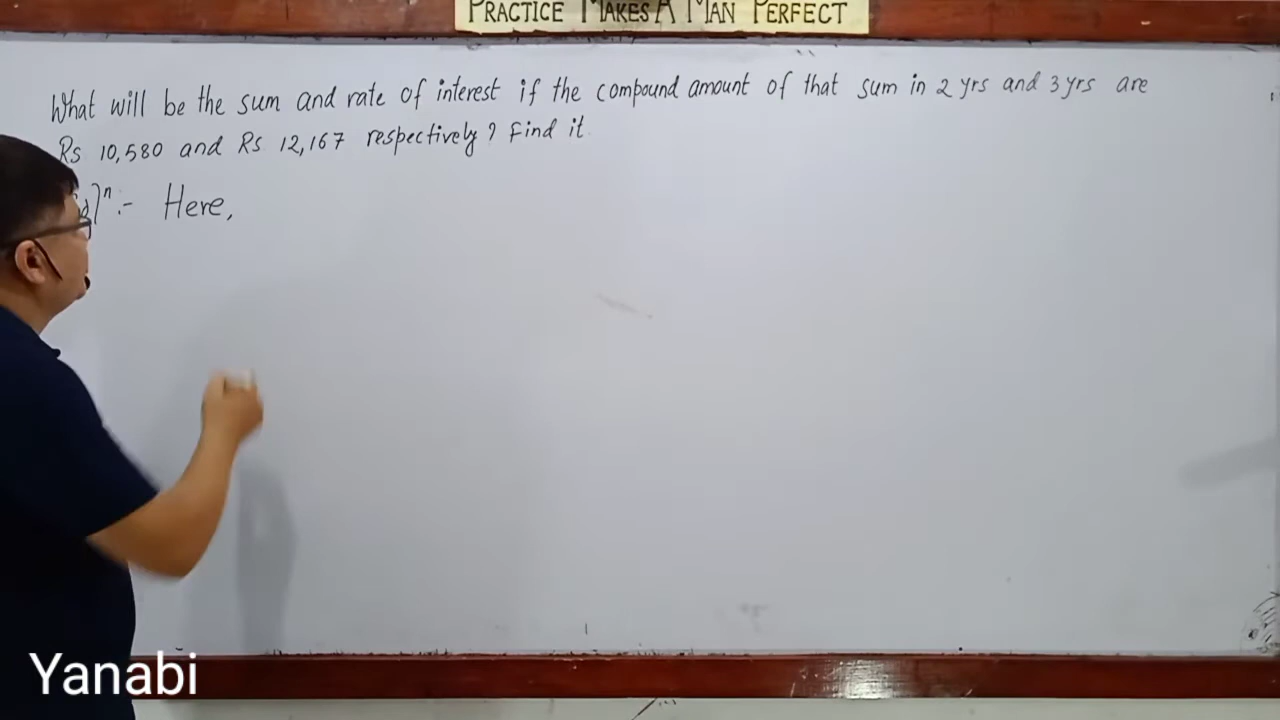 PRACTICE MAKES A MAN PERFECT
What will be the sum and rate of interest if the compound amount of that sum in 2 yrs and 3 yrs are
Rs 10,580 and Rs 12,167 respectively? Find it.
:- Here,
Yanabi